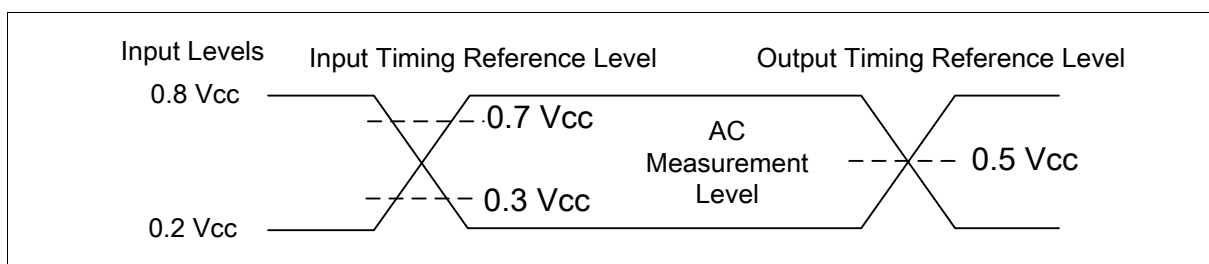 Input Levels
Input Timing Reference Level
Output Timing Reference Level
0.8 Vcc
0.7 Vcc
AC
Measurement
Level
0.5 Vcc
0.3 Vcc
0.2 Vcc